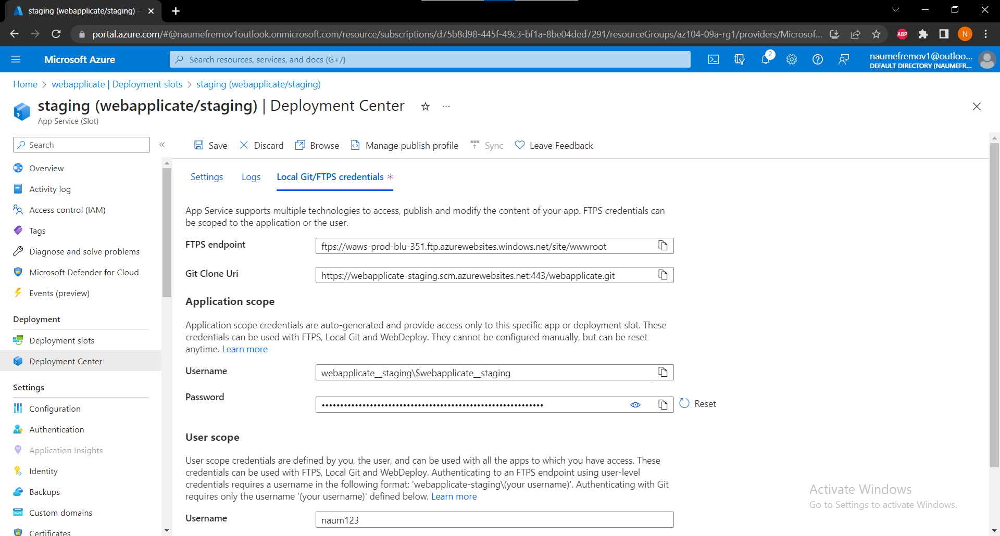 staging (webapplicate/staging) -
portal.azure.com/#@naumefremov1outlook.onmicrosoft.com/resource/subscriptions/d75b8d98-445f-49c3-bf1a-8be04ded7291/resourceGroups/az104-09a-rg1/providers/Microsof...
ABP
N
Microsoft Azure
Search resources, services, and docs (G+/)
2
naumefremov1@outloo...
DEFAULT DIRECTORY (NAUMEFR...
Home > webapplicate | Deployment slots > staging (webapplicate/staging)
staging (webapplicate/staging) | Deployment Center
App Service (Slot)
Search
Save
Discard
Browse
Manage publish profile
Sync
Leave Feedback
Overview
Activity log
Access control (IAM)
Tags
Diagnose and solve problems
Microsoft Defender for Cloud
Events (preview)
Deployment
Deployment slots
Deployment Center
Settings
Configuration
Authentication
Application Insights
Identity
Backups
Custom domains
Certificates
Settings
Logs
Local Git/FTPS credentials *
App Service supports multiple technologies to access, publish and modify the content of your app. FTPS credentials can
be scoped to the application or the user.
FTPS endpoint
ftps://waws-prod-blu-351.ftp.azurewebsites.windows.net/site/wwwroot
Git Clone Uri
https://webapplicate-staging.scm.azurewebsites.net:443/webapplicate.git
Application scope
Application scope credentials are auto-generated and provide access only to this specific app or deployment slot. These
credentials can be used with FTPS, Local Git and WebDeploy. They cannot be configured manually, but can be reset
anytime. Learn more
Username
webapplicate__staging\$webapplicate__staging
Password
Reset
User scope
User scope credentials are defined by you, the user, and can be used with all the apps to which you have access. These
credentials can be used with FTPS, Local Git and WebDeploy. Authenticating to an FTPS endpoint using user-level
credentials requires a username in the following format: 'webapplicate-staging\(your username)'. Authenticating with Git
requires only the username '(your username)' defined below. Learn more
Username
naum123
Activate Windows
Go to Settings to activate Windows.